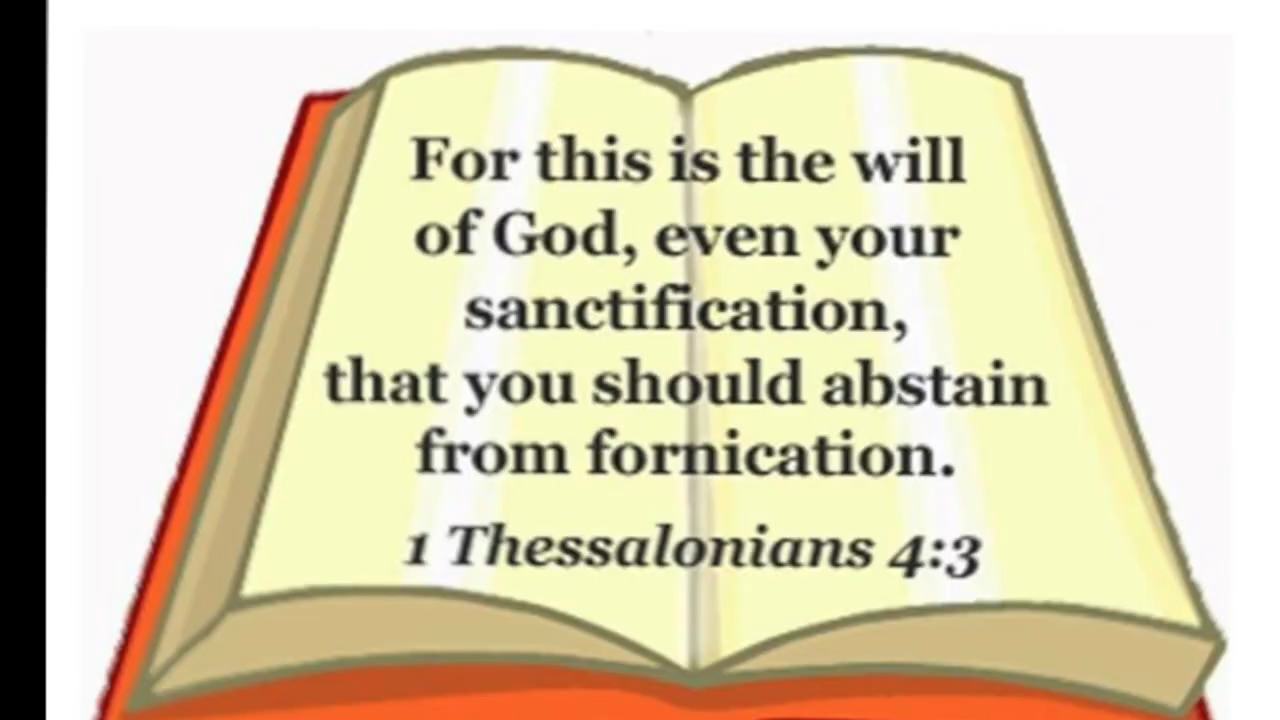 For this is the will
of God, even your
sanctification,
that you should abstain
from fornication.
1 Thessalonians 4:3